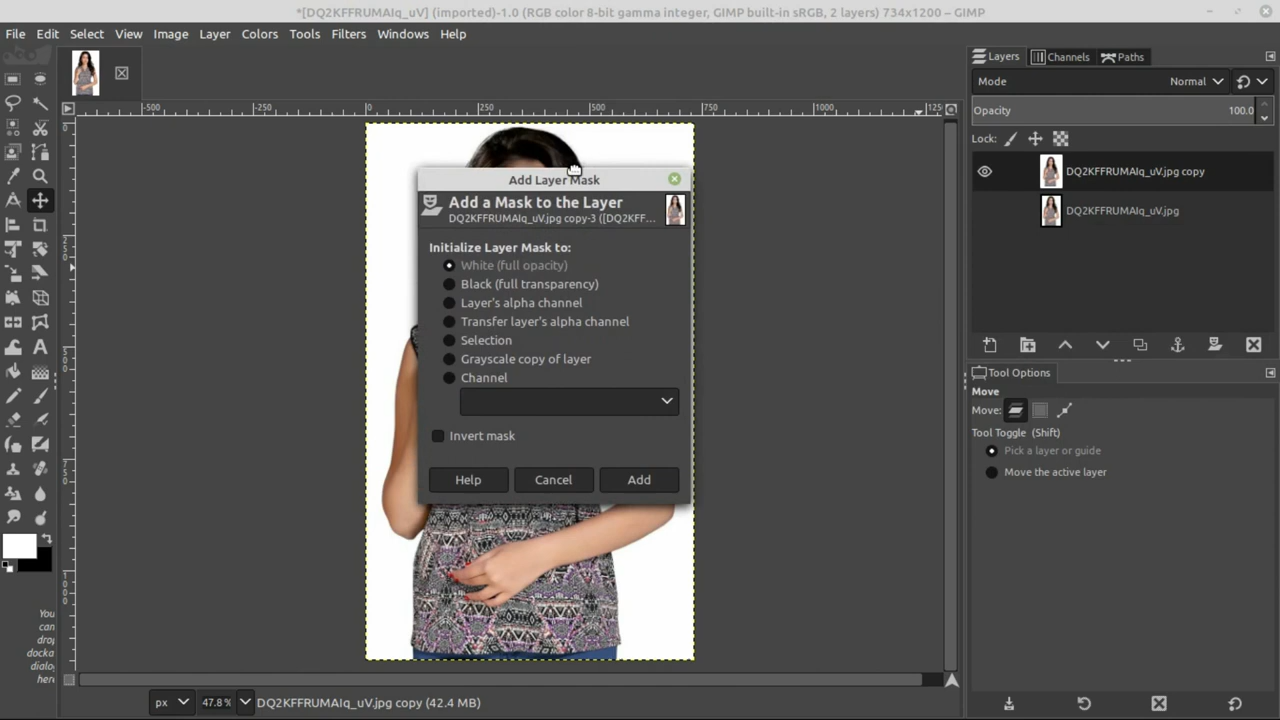 *[DQ2KFFRUMAIq_uV] (imported)-1.0 (RGB color 8-bit gamma integer, GIMP built-in sRGB, 2 layers) 734x1200 – GIMP
File Edit Select View Image Layer Colors Tools Filters Windows Help
Layers Channels Paths
Mode Normal
Opacity 100.0
Lock:
DQ2KFFRUMAIq_uV.jpg copy
DQ2KFFRUMAIq_uV.jpg
-500 -250 0 250 500 750 1000 125
0
250
500
750
1000
Add Layer Mask
Add a Mask to the Layer
DQ2KFFRUMAIq_uV.jpg copy-3 ([DQ2KFF...
Initialize Layer Mask to:
White (full opacity)
Black (full transparency)
Layer's alpha channel
Transfer layer's alpha channel
Selection
Grayscale copy of layer
Channel
Invert mask
Help Cancel Add
Tool Options
Move
Move:
Tool Toggle (Shift)
Pick a layer or guide
Move the active layer
You
can
drop
docka
dialog
here
px 47.8% DQ2KFFRUMAIq_uV.jpg copy (42.4 MB)